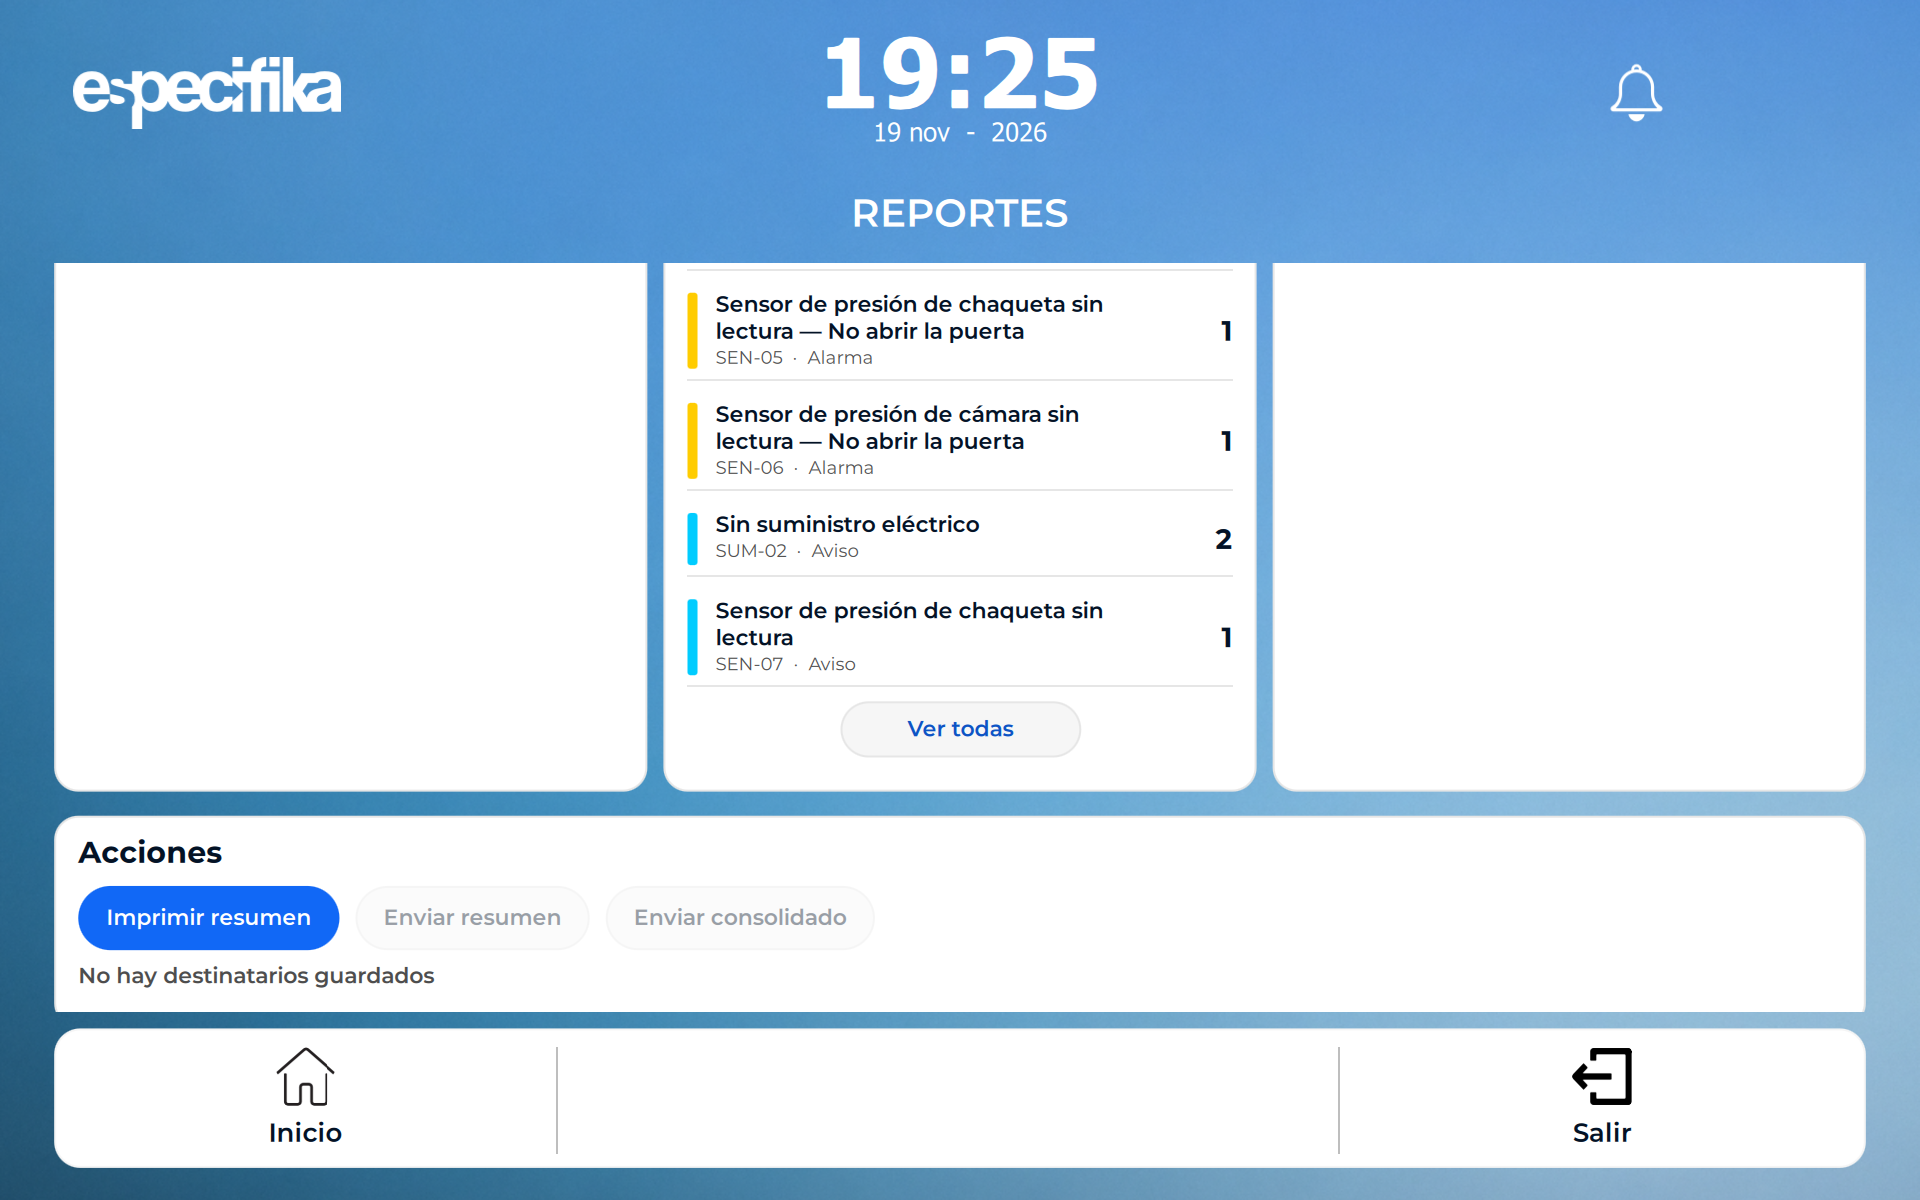 especifika
19:25
19 nov - 2026
REPORTES
Sensor de presión de chaqueta sin
lectura — No abrir la puerta
SEN-05 · Alarma
1
Sensor de presión de cámara sin
lectura — No abrir la puerta
SEN-06 · Alarma
1
Sin suministro eléctrico
SUM-02 · Aviso
2
Sensor de presión de chaqueta sin
lectura
SEN-07 · Aviso
1
Ver todas
Acciones
Imprimir resumen
Enviar resumen
Enviar consolidado
No hay destinatarios guardados
Inicio
Salir